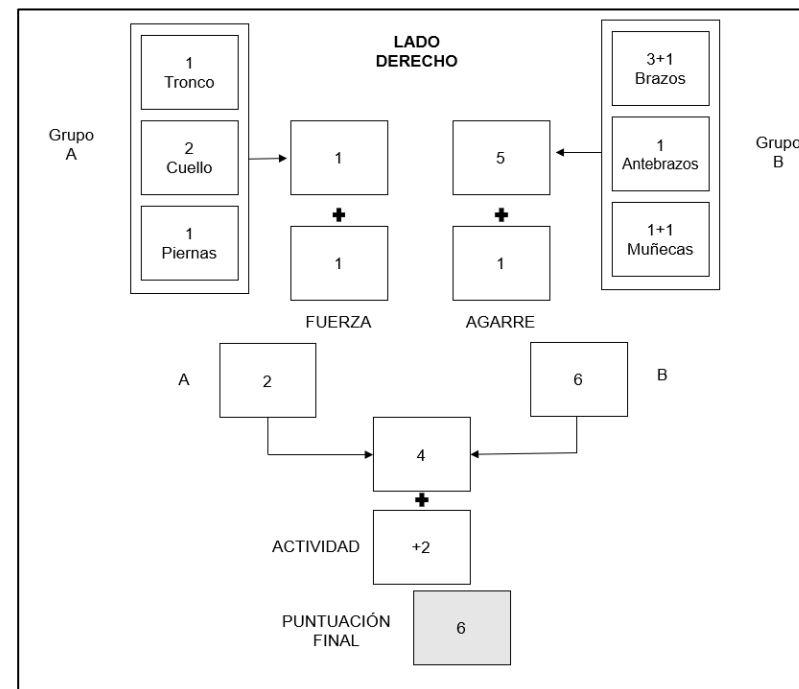 LADO
DERECHO
Grupo
A
1
Tronco
2
Cuello
1
Piernas
1
+
1
FUERZA
5
+
1
AGARRE
3+1
Brazos
1
Antebrazos
1+1
Muñecas
Grupo
B
A
2
6
B
4
+
ACTIVIDAD
+2
PUNTUACIÓN
FINAL
6